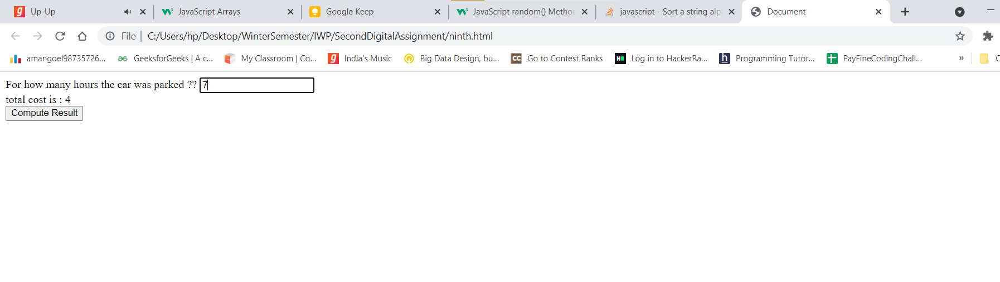 Up-Up JavaScript Arrays Google Keep JavaScript random() Metho javascript - Sort a string al Document
File C:/Users/hp/Desktop/WinterSemester/IWP/SecondDigitalAssignment/ninth.html
amangoel98735726... GeeksforGeeks | A c... My Classroom | Co... India's Music Big Data Design, bu... CC Go to Contest Ranks Log in to HackerRa... Programming Tutor... PayFineCodingChall... »
For how many hours the car was parked ?? 7
total cost is : 4
Compute Result